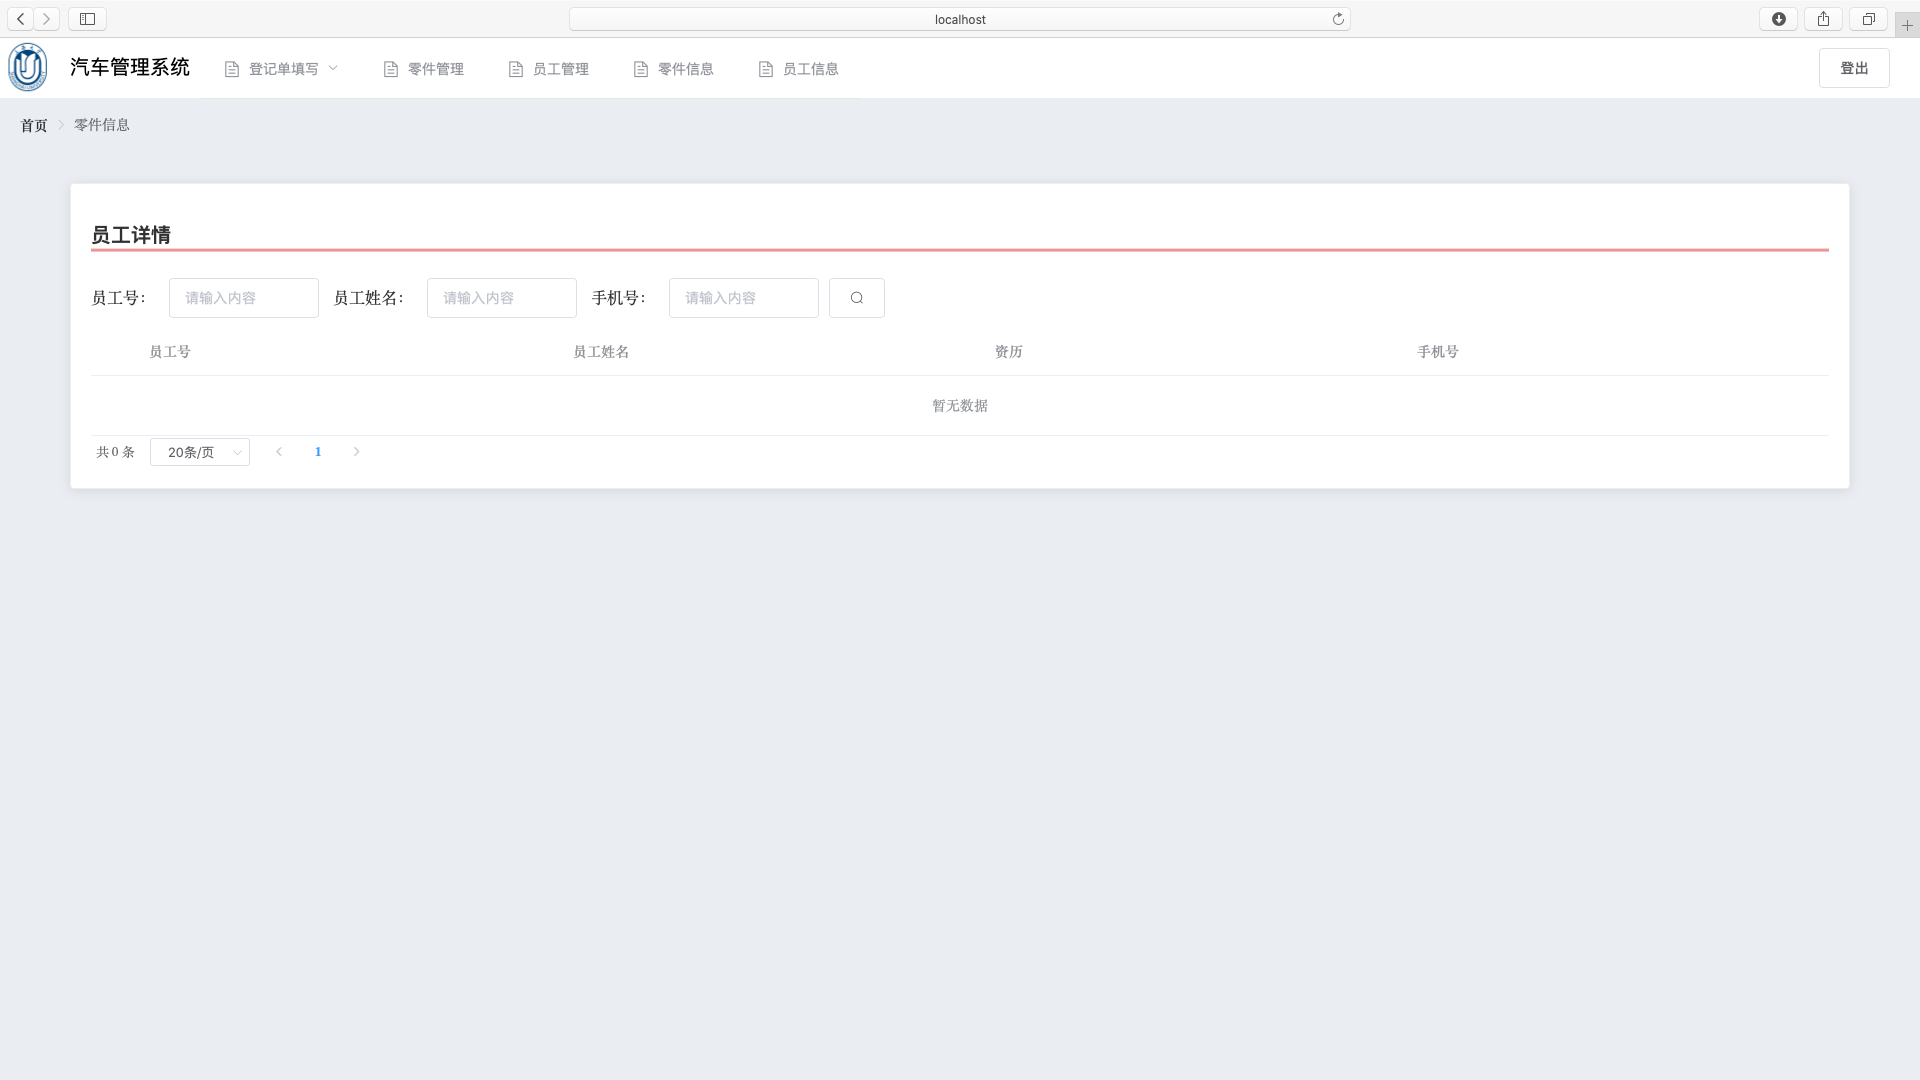 localhost
汽车管理系统 登记单填写 零件管理 员工管理 零件信息 员工信息 登出
首页 零件信息
员工详情
员工号： 请输入内容 员工姓名： 请输入内容 手机号： 请输入内容
员工号 员工姓名 资历 手机号
暂无数据
共 0 条 20条/页 1